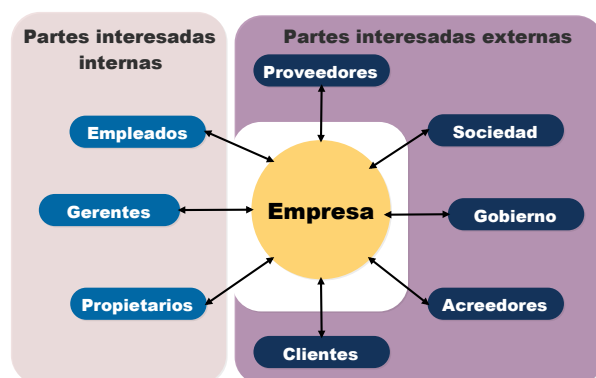 Partes interesadas
internas
Partes interesadas externas
Proveedores
Empleados
Sociedad
Gerentes
Empresa
Gobierno
Propietarios
Acreedores
Clientes